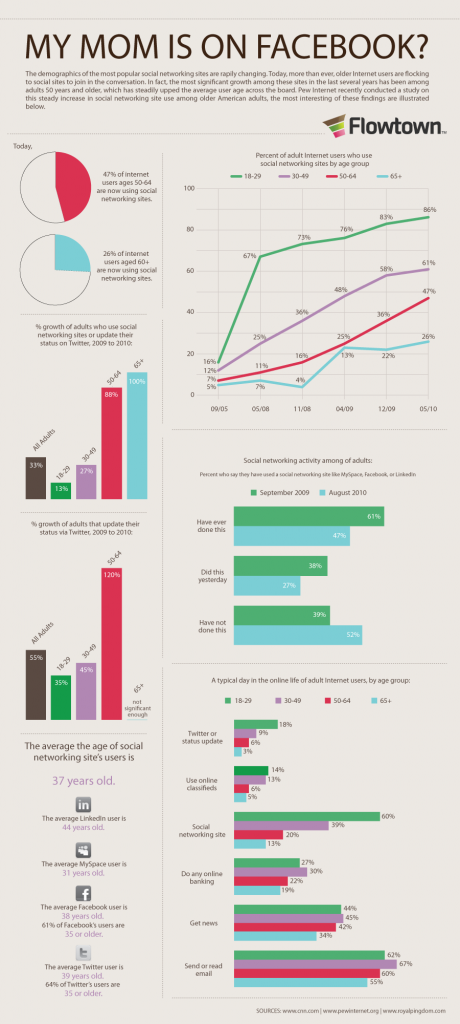 MY MOM IS ON FACEBOOK?
The demographics of the most popular social networking sites are rapily changing. Today, more than ever, older Internet users are flocking
to social sites to join in the conversation. In fact, the most significant growth among these sites in the last several years has been among
adults 50 years and older, which has steadily upped the average user age across the board. Pew Internet recently conducted a study on
this steady increase in social networking site use among older American adults, the most interesting of these findings are illustrated
below.
Flowtown™
Today,
47% of internet
users ages 50-64
are now using social
networking sites.
26% of internet
users aged 60+
are now using social
networking sites.
% growth of adults who use social
networking sites or update their
status on Twitter, 2009 to 2010:
All Adults
18-29
30-49
50-64
65+
33%
13%
27%
88%
100%
% growth of adults that update their
status via Twitter, 2009 to 2010:
All Adults
18-29
30-49
50-64
65+
55%
35%
45%
120%
not
significant
enough
The average the age of social
networking site's users is
37 years old.
in
The average LinkedIn user is
44 years old.
The average MySpace user is
31 years old.
f
The average Facebook user is
38 years old.
61% of Facebook's users are
35 or older.
t
The average Twitter user is
39 years old.
64% of Twitter's users are
35 or older.
Percent of adult Internet users who use
social networking sites by age group
18-29 30-49 50-64 65+
100
80
60
40
20
0
16%
12%
7%
5%
67%
25%
11%
7%
73%
36%
16%
4%
76%
48%
25%
13%
83%
58%
36%
22%
86%
61%
47%
26%
09/05 05/08 11/08 04/09 12/09 05/10
Social networking activity among of adults:
Percent who say they have used a social networking site like MySpace, Facebook, or LinkedIn
September 2009 August 2010
Have ever
done this
61%
47%
Did this
yesterday
38%
27%
Have not
done this
39%
52%
A typical day in the online life of adult Internet users, by age group:
18-29 30-49 50-64 65+
Twitter or
status update
18%
9%
6%
3%
Use online
classifieds
14%
13%
6%
5%
Social
networking site
60%
39%
20%
13%
Do any online
banking
27%
30%
22%
19%
Get news
44%
45%
42%
34%
Send or read
email
62%
67%
60%
55%
SOURCES: www.cnn.com | www.pewinternet.org | www.royalpingdom.com